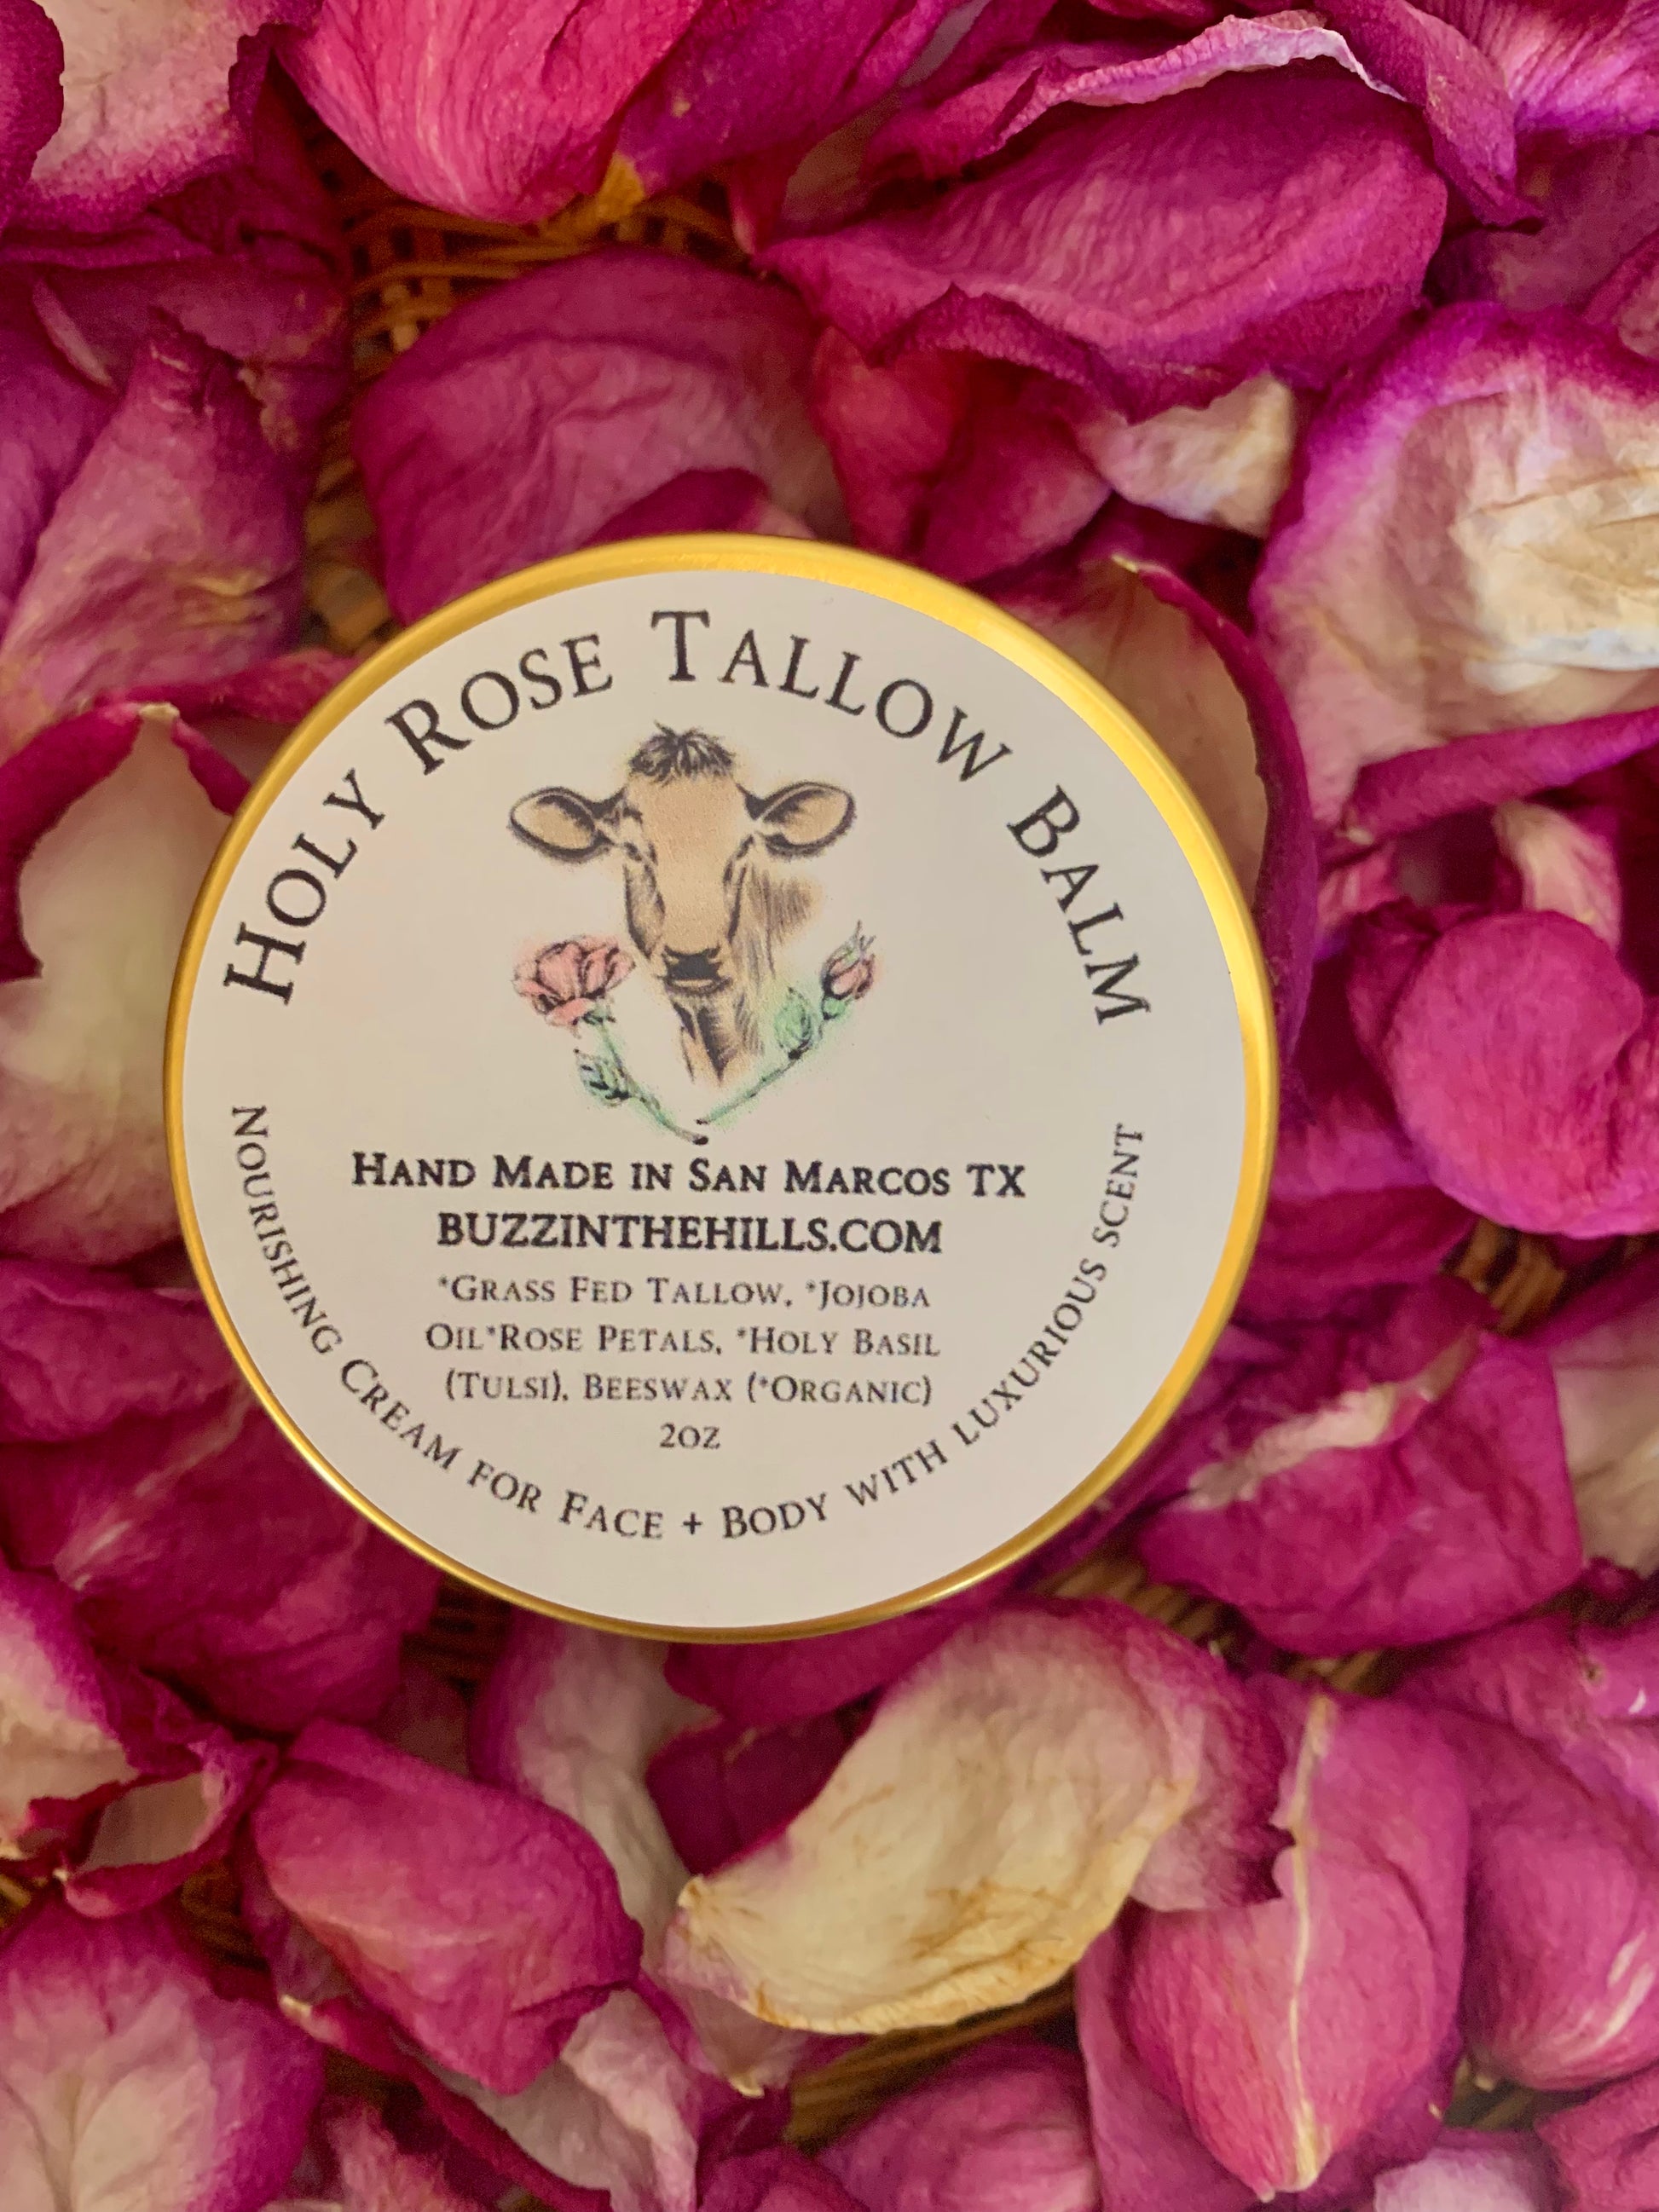 Holy Rose Tallow Balm
Hand Made in San Marcos TX
BUZZINTHEHILLS.COM
*Grass Fed Tallow, *Jojoba
Oil*Rose Petals, *Holy Basil
(Tulsi), Beeswax (*Organic)
2oz
Nourishing Cream for Face + Body with luxurious scent